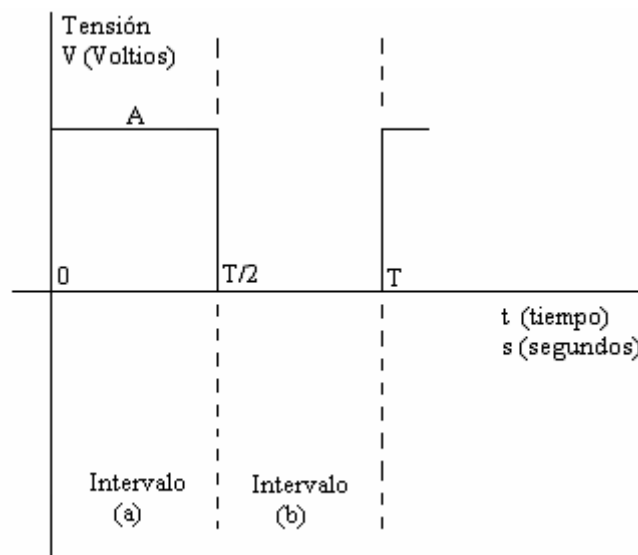 Tensión
V (Voltios)
A
0
T/2
T
t (tiempo)
s (segundos)
Intervalo
(a)
Intervalo
(b)